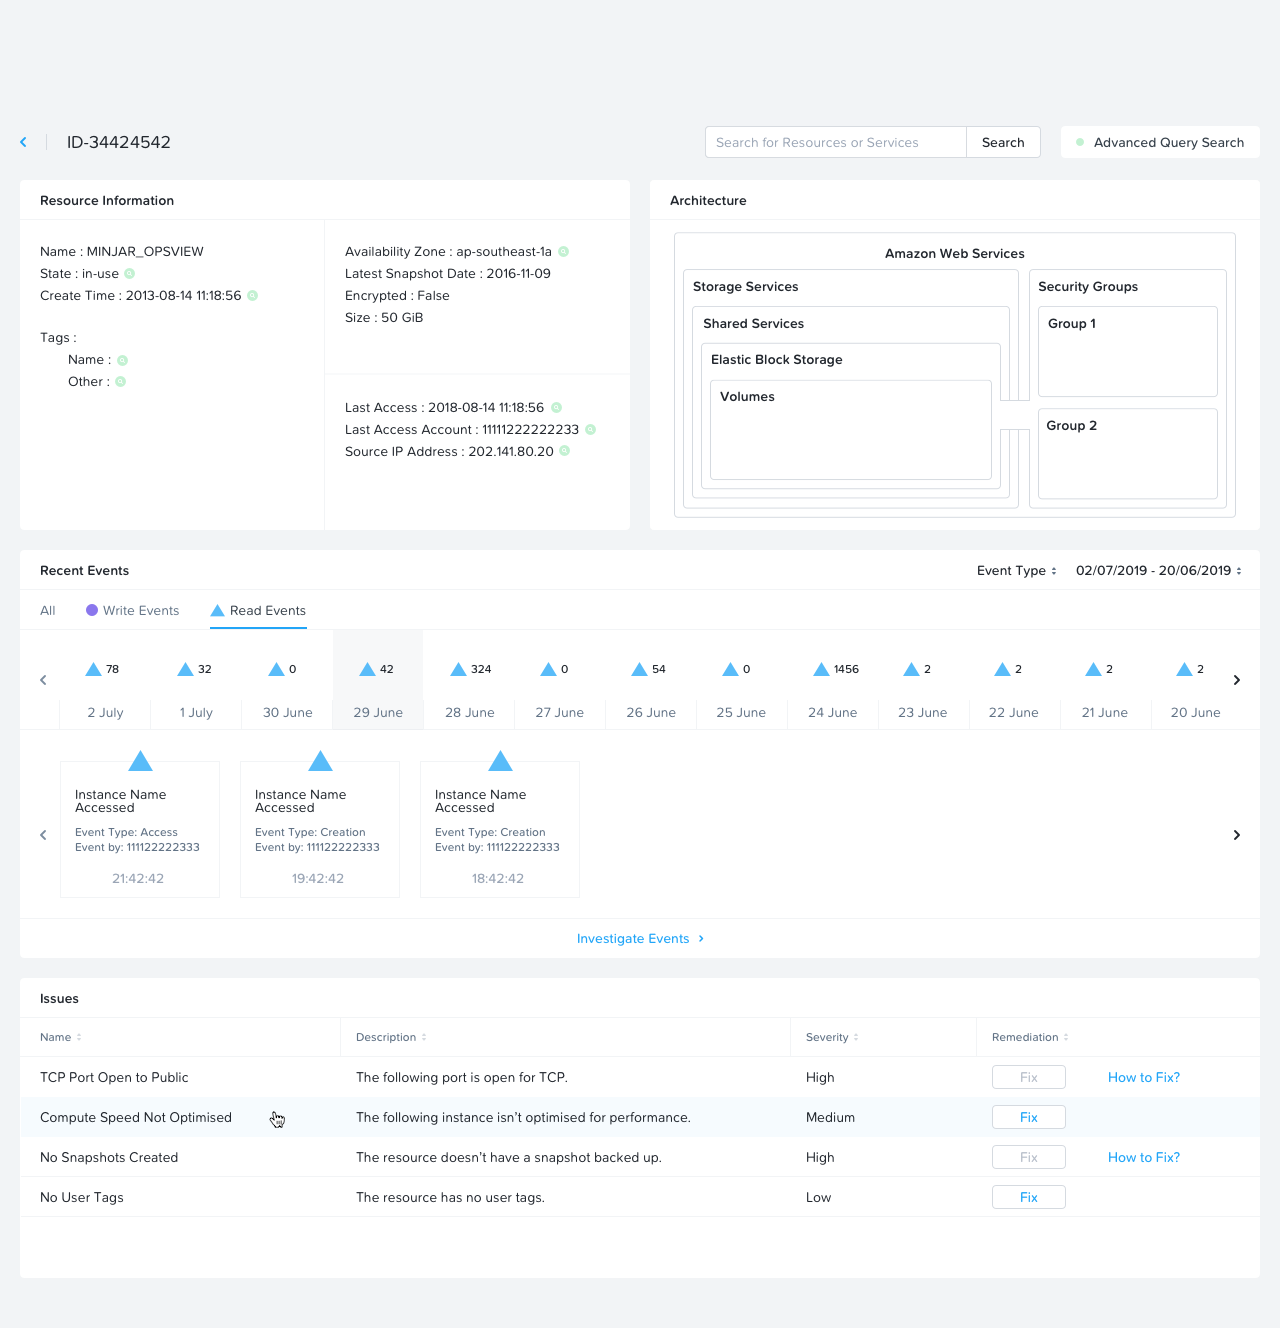 ID-34424542
Search for Resources or Services
Search
Advanced Query Search
Resource Information
Name : MINJAR_OPSVIEW
State : in-use
Create Time : 2013-08-14 11:18:56
Tags :
Name :
Other :
Availability Zone : ap-southeast-1a
Latest Snapshot Date : 2016-11-09
Encrypted : False
Size : 50 GiB
Last Access : 2018-08-14 11:18:56
Last Access Account : 11111222222233
Source IP Address : 202.141.80.20
Architecture
Amazon Web Services
Storage Services
Shared Services
Elastic Block Storage
Volumes
Security Groups
Group 1
Group 2
Recent Events
Event Type
02/07/2019 - 20/06/2019
All
Write Events
Read Events
78
32
0
42
324
0
54
0
1456
2
2
2
2
2 July
1 July
30 June
29 June
28 June
27 June
26 June
25 June
24 June
23 June
22 June
21 June
20 June
Instance Name
Accessed
Event Type: Access
Event by: 111122222333
21:42:42
Instance Name
Accessed
Event Type: Creation
Event by: 111122222333
19:42:42
Instance Name
Accessed
Event Type: Creation
Event by: 111122222333
18:42:42
Investigate Events
Issues
Name
Description
Severity
Remediation
TCP Port Open to Public
The following port is open for TCP.
High
Fix
How to Fix?
Compute Speed Not Optimised
The following instance isn't optimised for performance.
Medium
Fix
No Snapshots Created
The resource doesn't have a snapshot backed up.
High
Fix
How to Fix?
No User Tags
The resource has no user tags.
Low
Fix